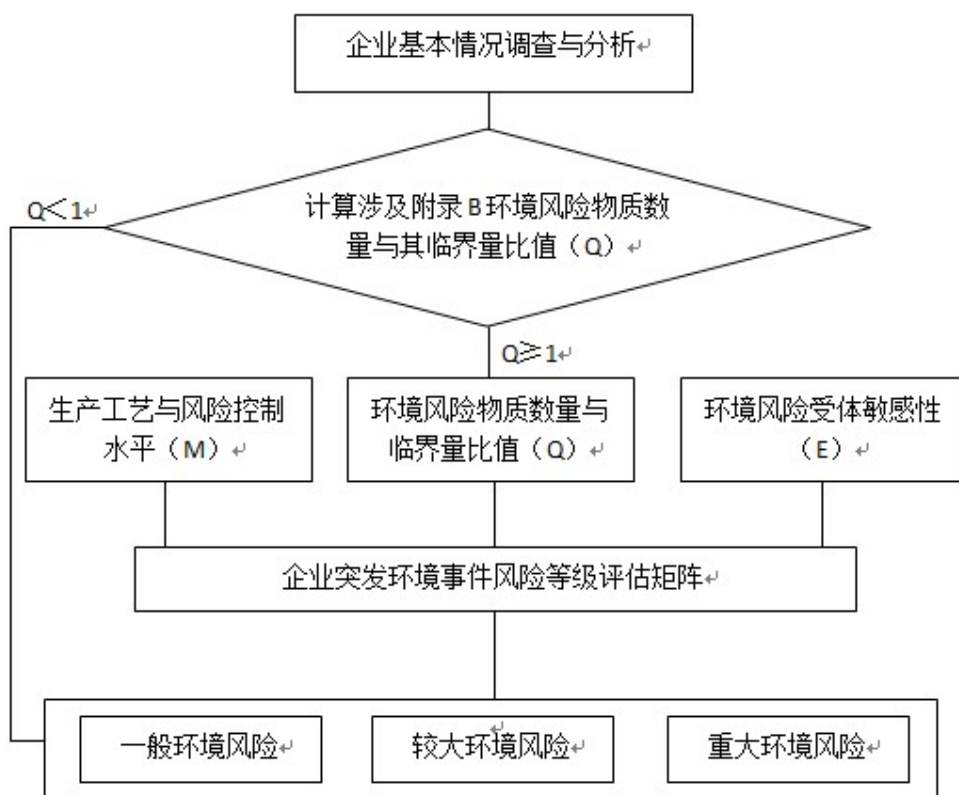 企业基本情况调查与分析
Q＜1
计算涉及附录B环境风险物质数
量与其临界量比值（Q）
Q≥1
生产工艺与风险控制
水平（M）
环境风险物质数量与
临界量比值（Q）
环境风险受体敏感性
（E）
企业突发环境事件风险等级评估矩阵
一般环境风险
较大环境风险
重大环境风险